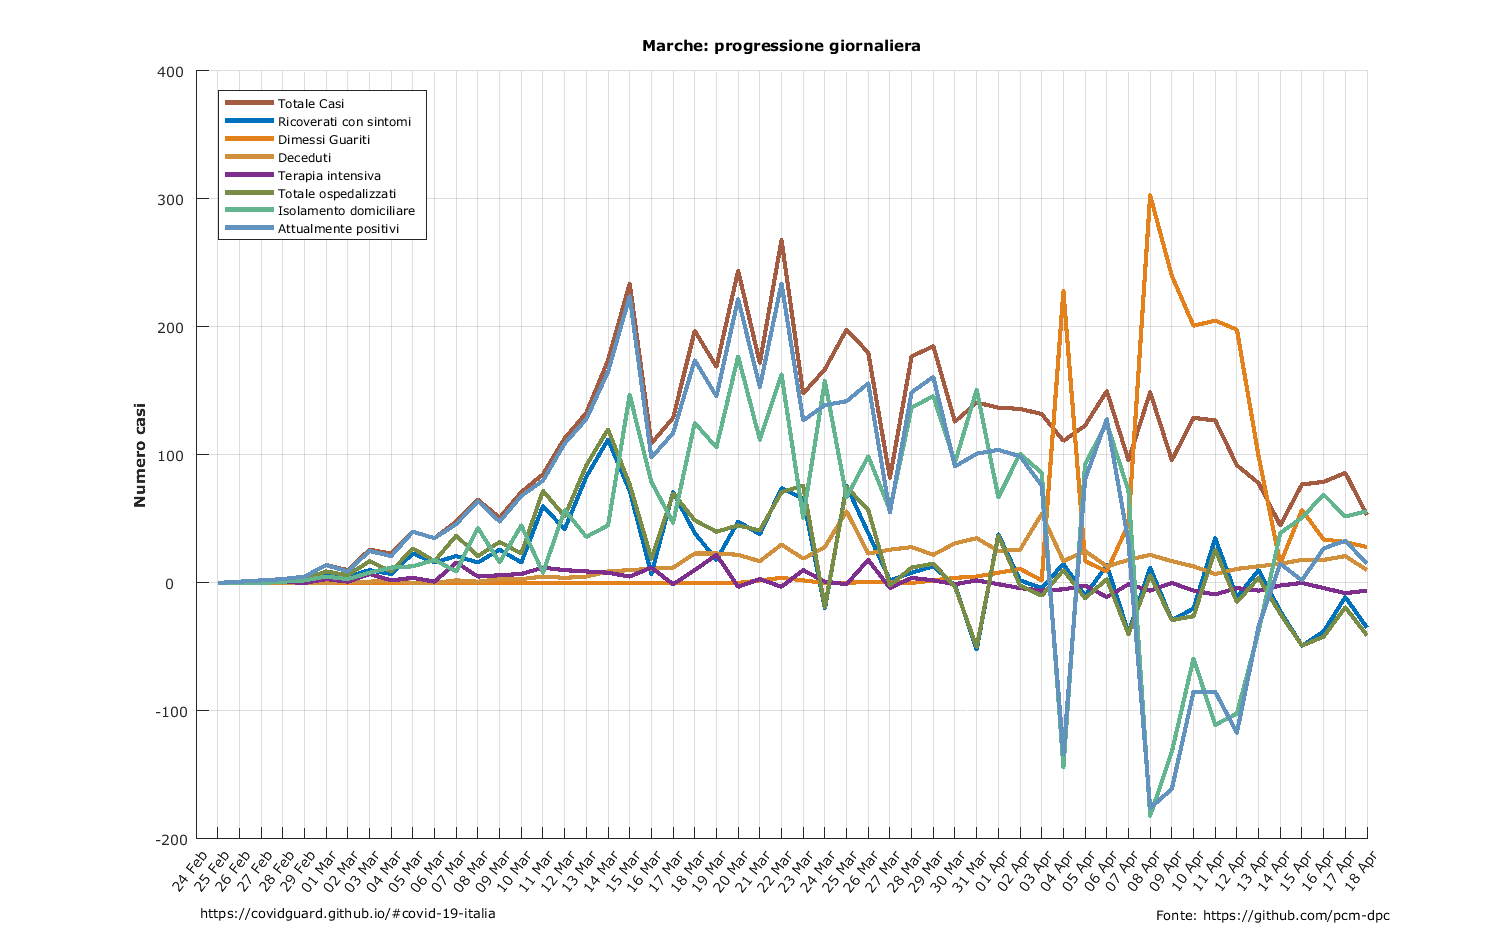 Marche: progressione giornaliera
400
300
200
100
0
-100
-200
Numero casi
Totale Casi
Ricoverati con sintomi
Dimessi Guariti
Deceduti
Terapia intensiva
Totale ospedalizzati
Isolamento domiciliare
Attualmente positivi
24 Feb
25 Feb
26 Feb
27 Feb
28 Feb
29 Feb
01 Mar
02 Mar
03 Mar
04 Mar
05 Mar
06 Mar
07 Mar
08 Mar
09 Mar
10 Mar
11 Mar
12 Mar
13 Mar
14 Mar
15 Mar
16 Mar
17 Mar
18 Mar
19 Mar
20 Mar
21 Mar
22 Mar
23 Mar
24 Mar
25 Mar
26 Mar
27 Mar
28 Mar
29 Mar
30 Mar
31 Mar
01 Apr
02 Apr
03 Apr
04 Apr
05 Apr
06 Apr
07 Apr
08 Apr
09 Apr
10 Apr
11 Apr
12 Apr
13 Apr
14 Apr
15 Apr
16 Apr
17 Apr
18 Apr
https://covidguard.github.io/#covid-19-italia
Fonte: https://github.com/pcm-dpc